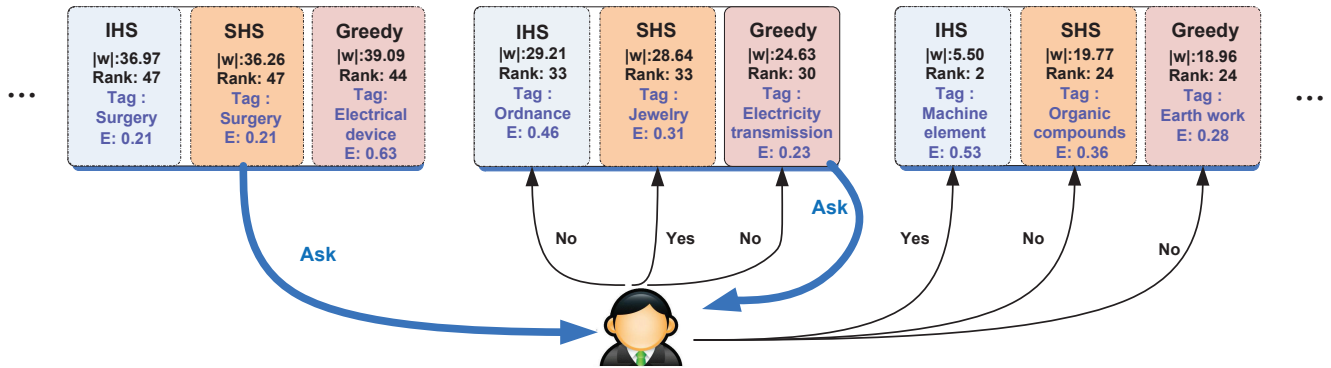 ...
IHS
|w|:36.97
Rank: 47
Tag :
Surgery
E: 0.21
SHS
|w|:36.26
Rank: 47
Tag :
Surgery
E: 0.21
Greedy
|w|:39.09
Rank: 44
Tag:
Electrical
device
E: 0.63
IHS
|w|:29.21
Rank: 33
Tag :
Ordnance
E: 0.46
SHS
|w|:28.64
Rank: 33
Tag :
Jewelry
E: 0.31
Greedy
|w|:24.63
Rank: 30
Tag :
Electricity
transmission
E: 0.23
IHS
|w|:5.50
Rank: 2
Tag :
Machine
element
E: 0.53
SHS
|w|:19.77
Rank: 24
Tag :
Organic
compounds
E: 0.36
Greedy
|w|:18.96
Rank: 24
Tag :
Earth work
E: 0.28
...
Ask
No
Yes
No
Ask
Yes
No
No